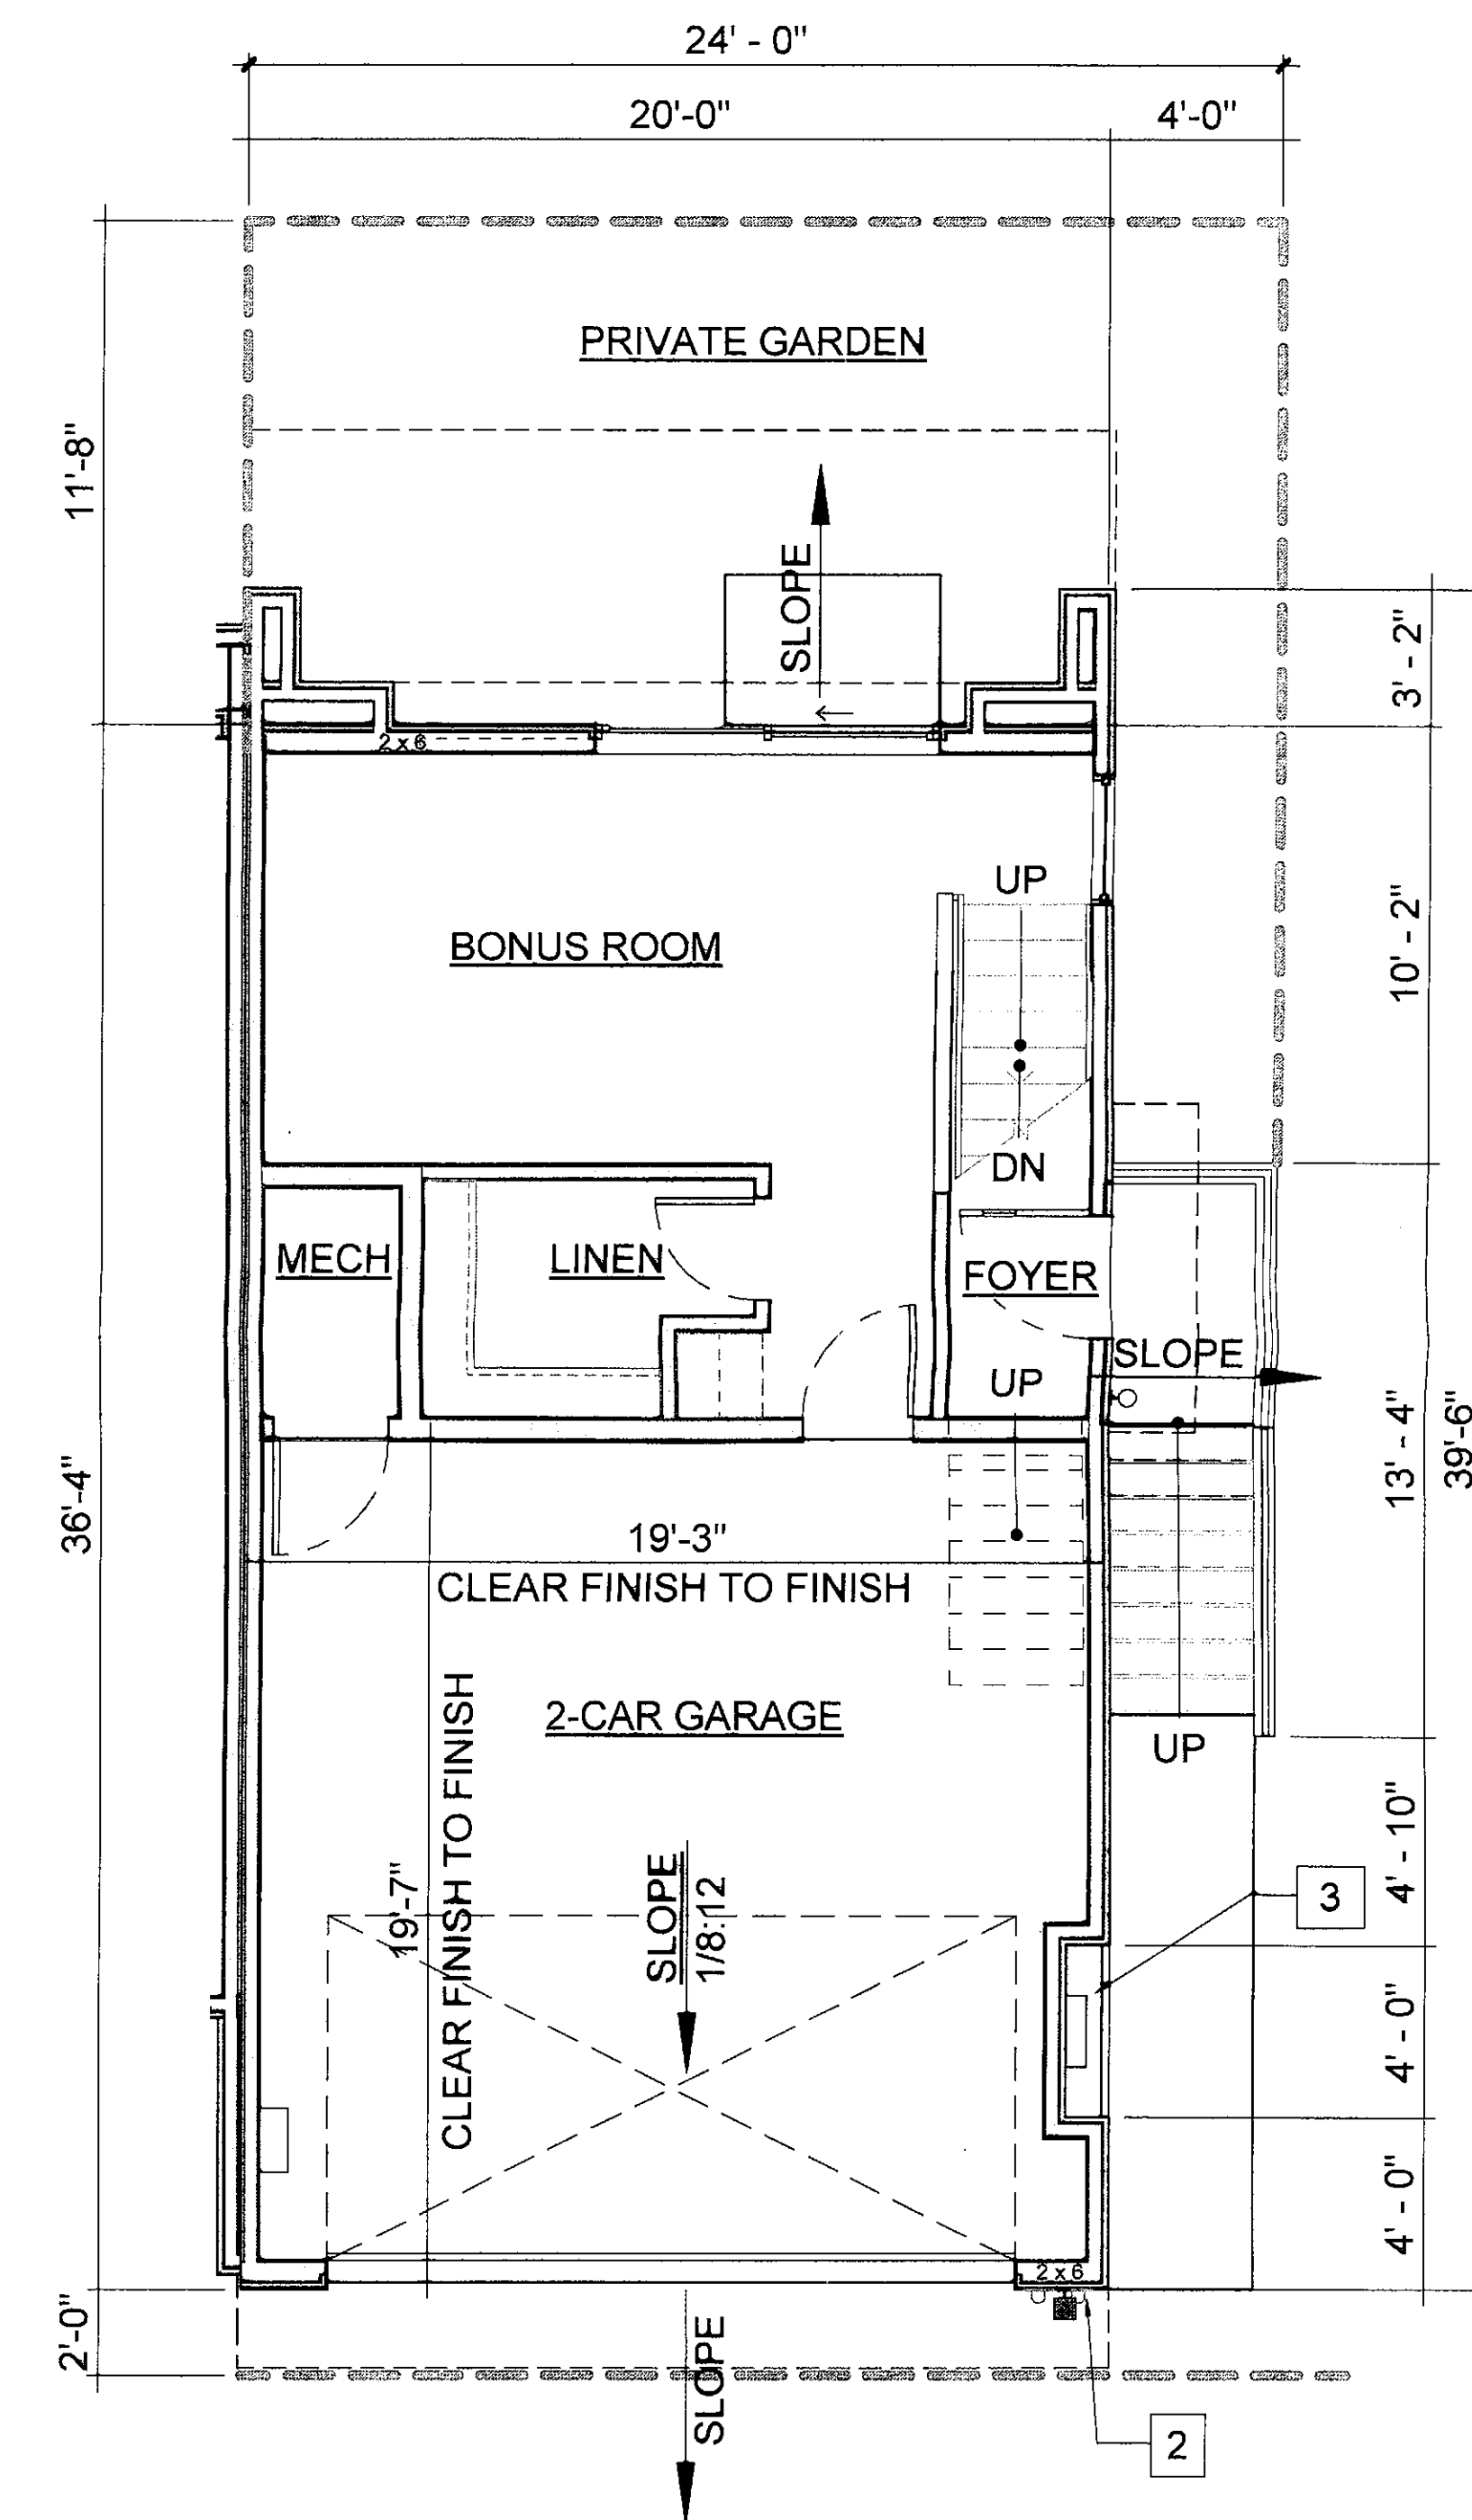 24' - 0"
20'-0"
4'-0"
PRIVATE GARDEN
11'-8"
SLOPE
3' - 2"
2 x 6
UP
BONUS ROOM
10' - 2"
DN
MECH
LINEN
FOYER
SLOPE
UP
13' - 4"
39'-6"
36'-4"
19'-3"
CLEAR FINISH TO FINISH
2-CAR GARAGE
UP
19'-7"
CLEAR FINISH TO FINISH
SLOPE
1/8:12
4' - 10"
3
4' - 0"
4' - 0"
2 x 6
2'-0"
SLOPE
2